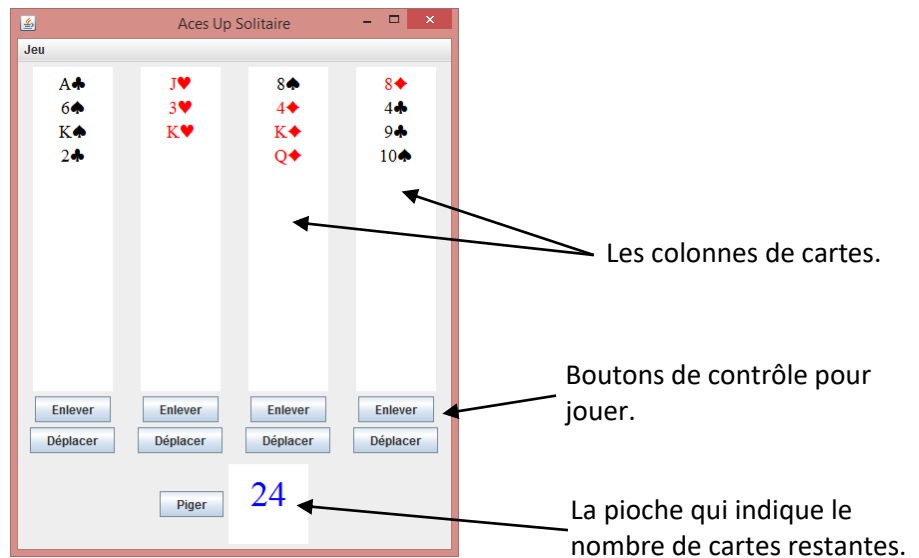 Aces Up Solitaire
Jeu
A♣ J♥ 8♠ 8♦
6♠ 3♥ 4♦ 4♣
K♠ K♥ K♦ 9♣
2♣ Q♦ 10♠
Les colonnes de cartes.
Boutons de contrôle pour
jouer.
Enlever Enlever Enlever Enlever
Déplacer Déplacer Déplacer Déplacer
Piger 24
La pioche qui indique le
nombre de cartes restantes.